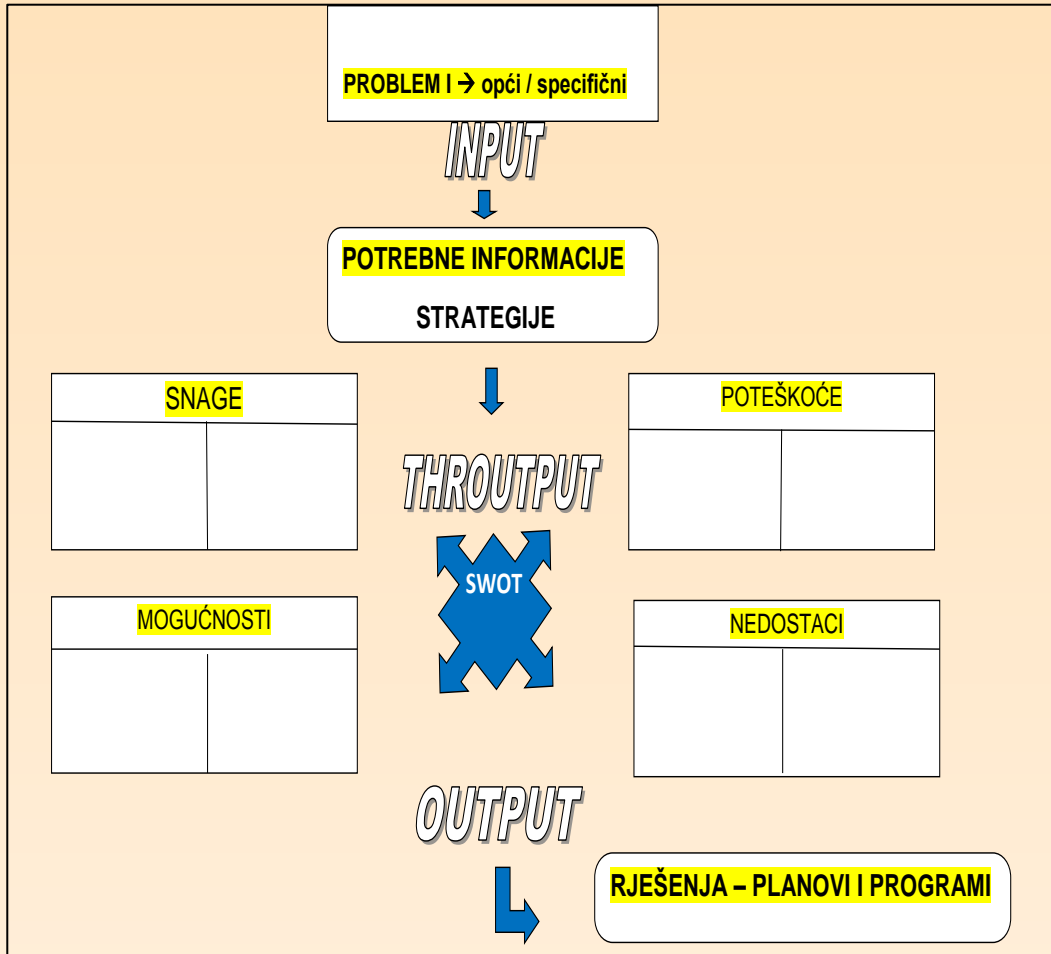 PROBLEM I → opći / specifični
INPUT
POTREBNE INFORMACIJE
STRATEGIJE
SNAGE
POTEŠKOĆE
THROUTPUT
SWOT
MOGUĆNOSTI
NEDOSTACI
OUTPUT
RJEŠENJA – PLANOVI I PROGRAMI